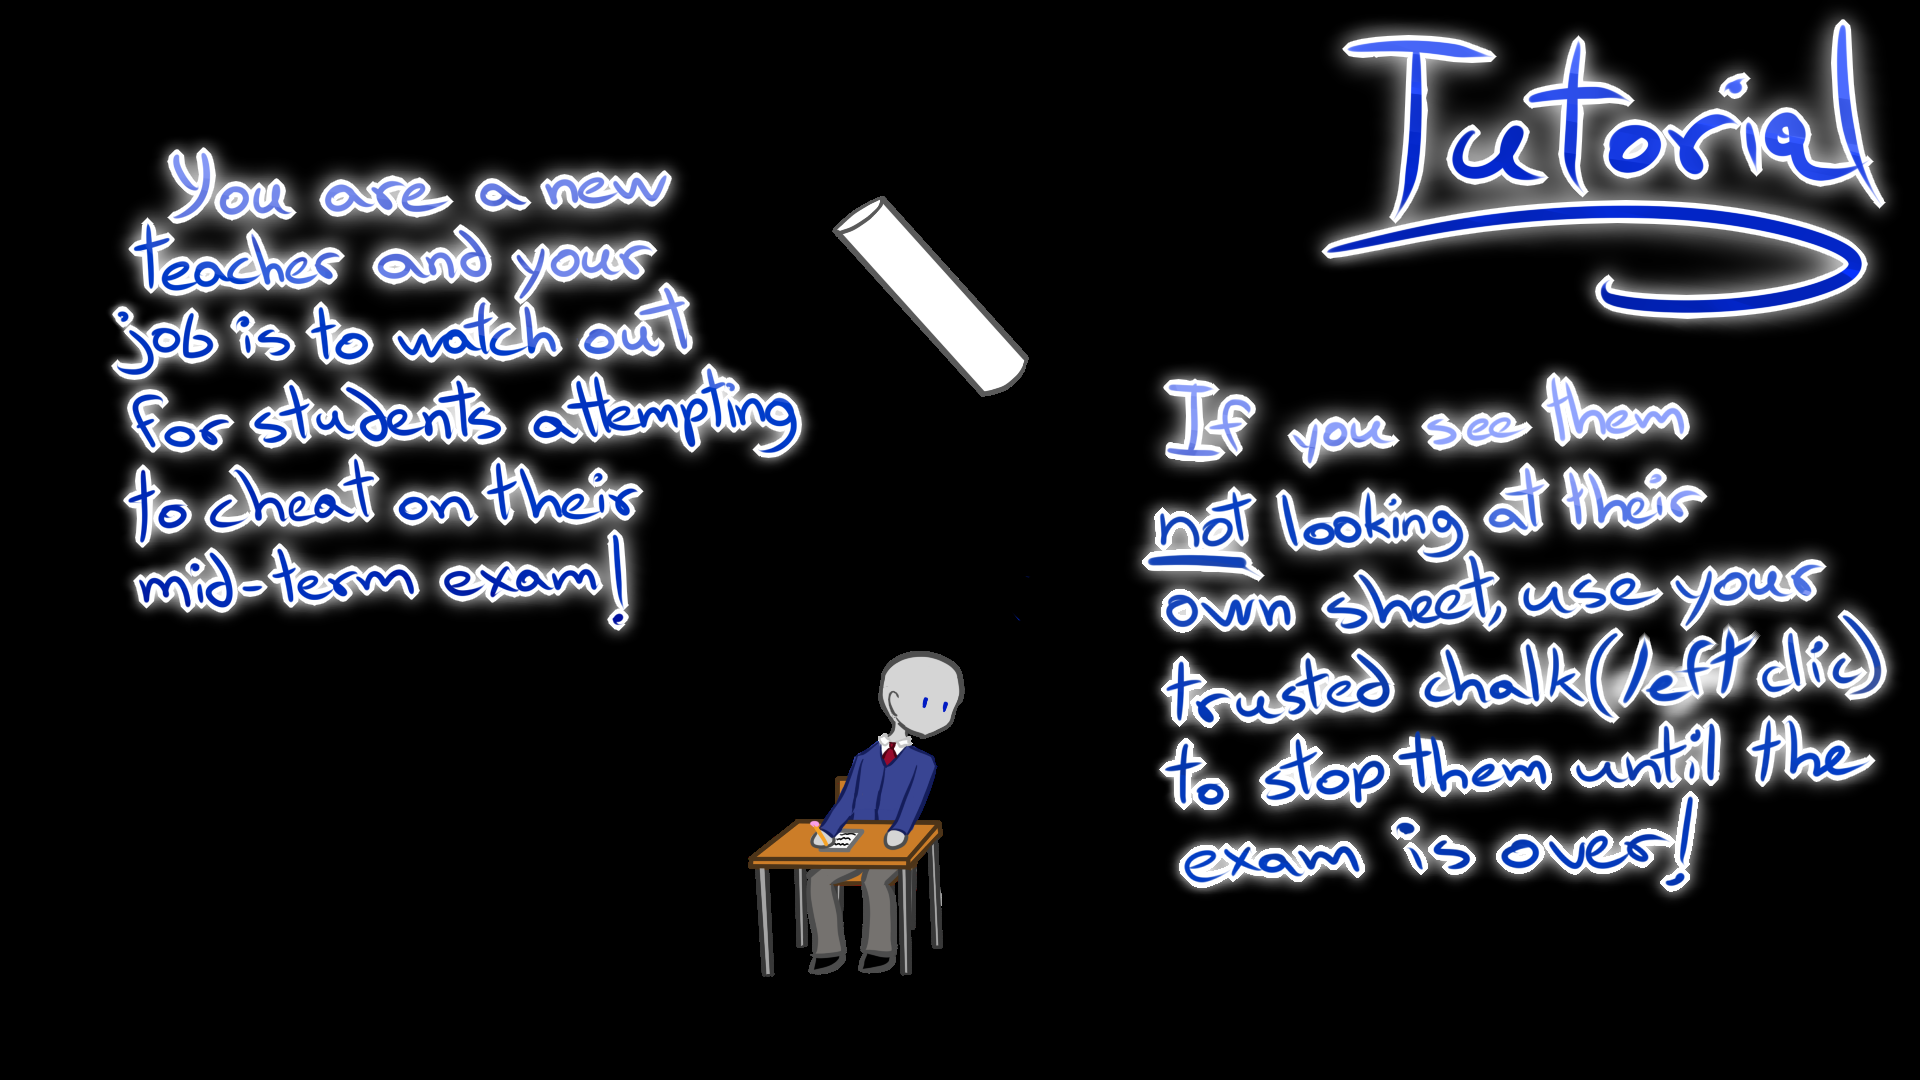 Tutorial
You are a new
teacher and your
job is to watch out
for students attempting
to cheat on their
mid-term exam!
If you see them
not looking at their
own sheet, use your
trusted chalk (left clic)
to stop them until the
exam is over!